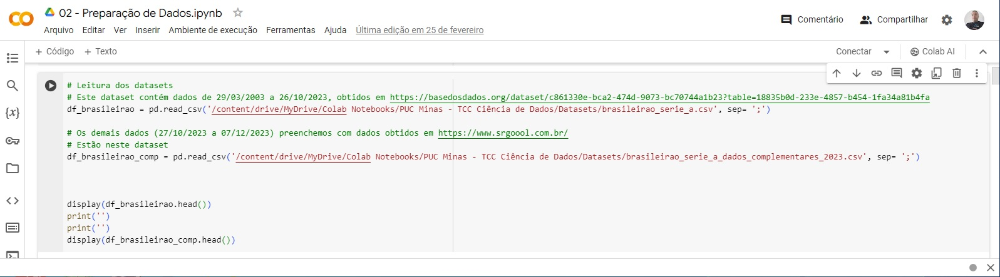 02 - Preparação de Dados.ipynb
Comentário
Compartilhar
Arquivo Editar Ver Inserir Ambiente de execução Ferramentas Ajuda Última edição em 25 de fevereiro
+ Código + Texto
Conectar
Colab AI
# Leitura dos datasets
# Este dataset contém dados de 29/03/2003 a 26/10/2023, obtidos em https://basedosdados.org/dataset/c861330e-bca2-474d-9073-bc70744a1b23?table=18835b0d-233e-4857-b454-1fa34a81b4fa
df_brasileirao = pd.read_csv('/content/drive/MyDrive/Colab Notebooks/PUC Minas - TCC Ciência de Dados/Datasets/brasileirao_serie_a.csv', sep= ';')
# Os demais dados (27/10/2023 a 07/12/2023) preenchemos com dados obtidos em https://www.srgoool.com.br/
# Estão neste dataset
df_brasileirao_comp = pd.read_csv('/content/drive/MyDrive/Colab Notebooks/PUC Minas - TCC Ciência de Dados/Datasets/brasileirao_serie_a_dados_complementares_2023.csv', sep= ';')
display(df_brasileirao.head())
print('')
print('')
display(df_brasileirao_comp.head())